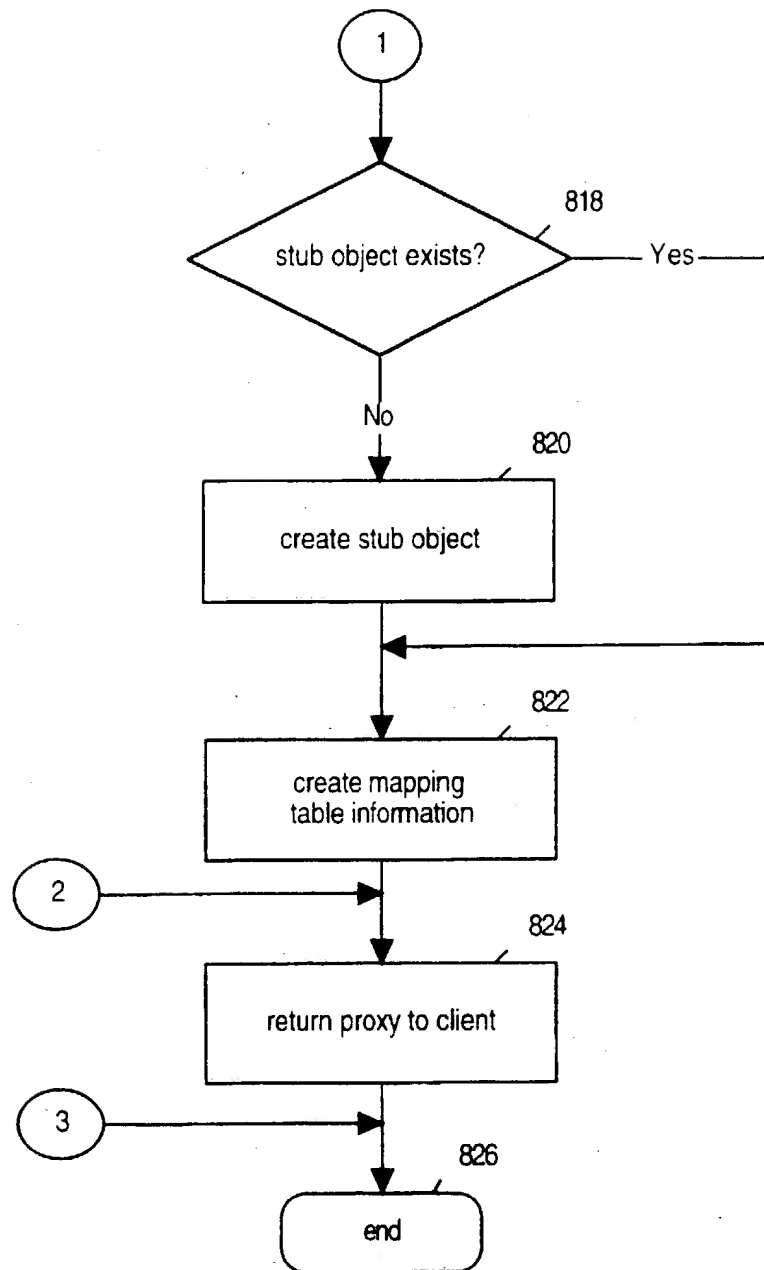 1
818
stub object exists?
Yes
No
820
create stub object
822
create mapping
table information
2
824
return proxy to client
3
826
end